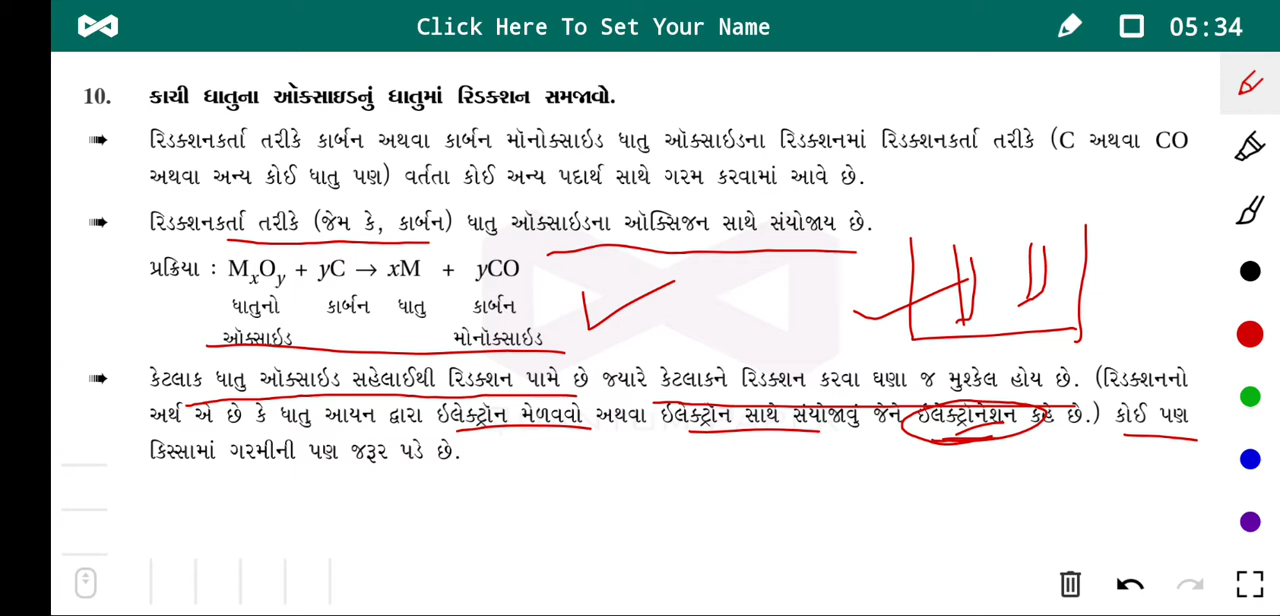 Click Here To Set Your Name
05:34
10. કાચી ધાતુના ઑક્સાઇડનું ધાતુમાં રિડક્શન સમજાવો.
➠ રિડક્શનકર્તા તરીકે કાર્બન અથવા કાર્બન મૉનોક્સાઇડ ધાતુ ઑક્સાઇડના રિડક્શનમાં રિડક્શનકર્તા તરીકે (C અથવા CO
અથવા અન્ય કોઈ ધાતુ પણ) વર્તતા કોઈ અન્ય પદાર્થ સાથે ગરમ કરવામાં આવે છે.
➠ રિડક્શનકર્તા તરીકે (જેમ કે, કાર્બન) ધાતુ ઑક્સાઇડના ઑક્સિજન સાથે સંયોજાય છે.
પ્રક્રિયા : MₓOᵧ + yC → xM + yCO
ધાતુનો કાર્બન ધાતુ કાર્બન
ઑક્સાઇડ મોનૉક્સાઇડ
➠ કેટલાક ધાતુ ઑક્સાઇડ સહેલાઈથી રિડક્શન પામે છે જ્યારે કેટલાકને રિડક્શન કરવા ઘણા જ મુશ્કેલ હોય છે. (રિડક્શનનો
અર્થ એ છે કે ધાતુ આયન દ્વારા ઇલેક્ટ્રૉન મેળવવો અથવા ઇલેક્ટ્રૉન સાથે સંયોજાવું જેને ઇલેક્ટ્રૉનેશન કહે છે.) કોઈ પણ
કિસ્સામાં ગરમીની પણ જરૂર પડે છે.